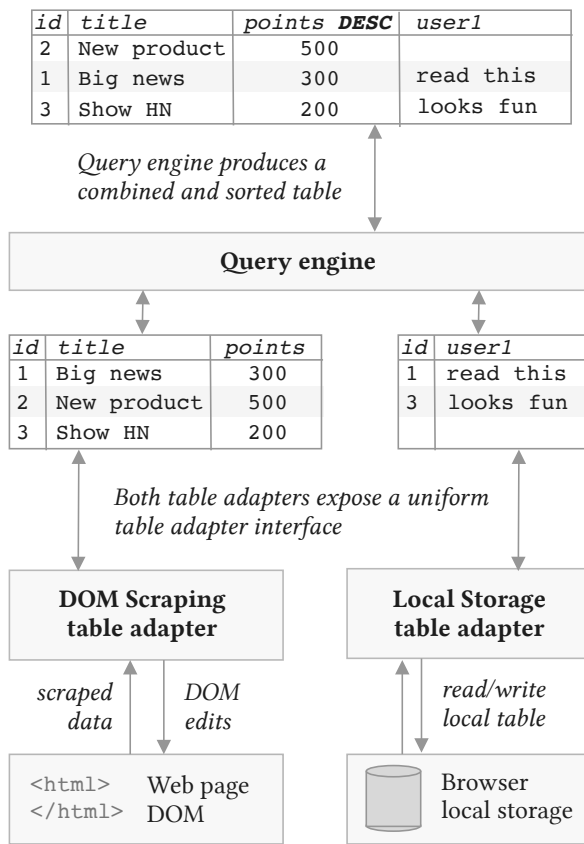 id title points DESC user1
2 New product 500
1 Big news 300 read this
3 Show HN 200 looks fun
Query engine produces a
combined and sorted table
Query engine
id title points
1 Big news 300
2 New product 500
3 Show HN 200
id user1
1 read this
3 looks fun
Both table adapters expose a uniform
table adapter interface
DOM Scraping
table adapter
Local Storage
table adapter
scraped
data
DOM
edits
read/write
local table
<html>
</html>
Web page
DOM
Browser
local storage